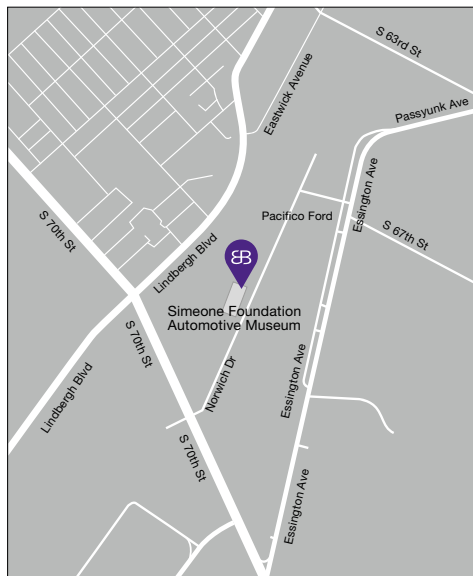 S 63rd St
Passyunk Ave
Eastwick Avenue
Essington Ave
Pacifico Ford
S 67th St
S 70th St
Lindbergh Blvd
Simeone Foundation
Automotive Museum
S 70th St
Norwich Dr
Essington Ave
Lindbergh Blvd
S 70th St
Essington Ave